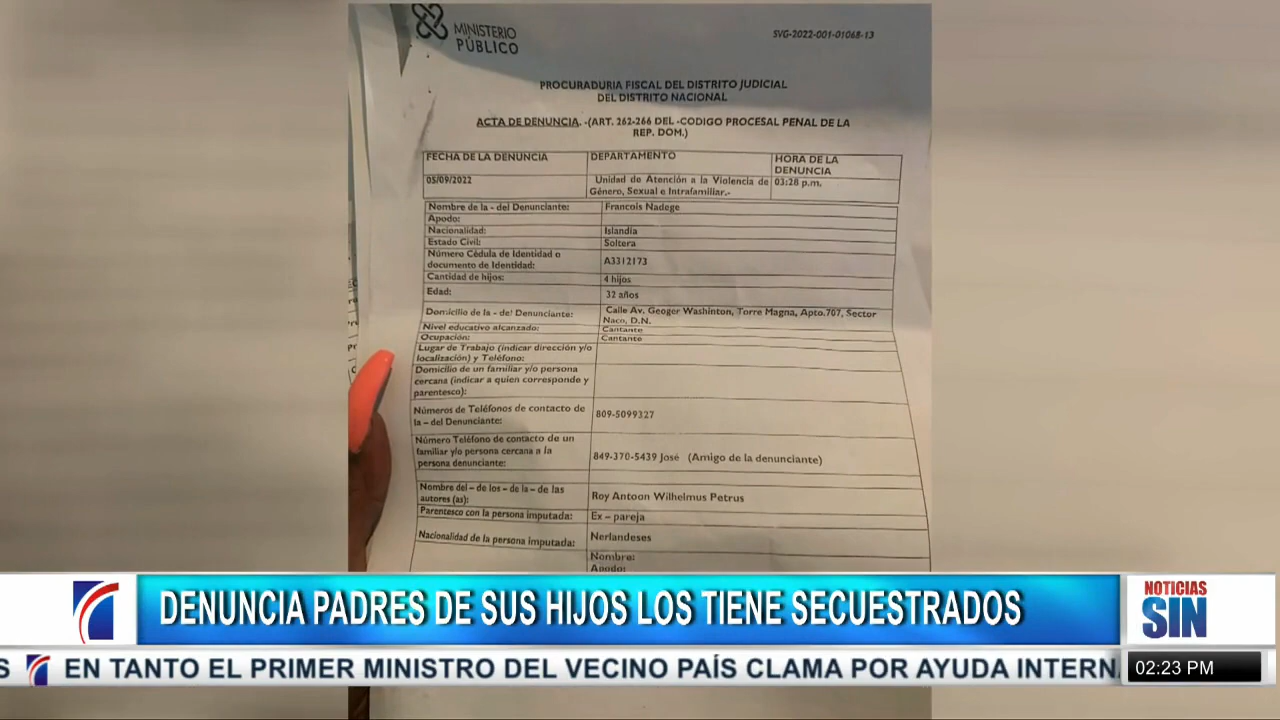 MINISTERIO
PÚBLICO
SVG-2022-001-01068-13
PROCURADURIA FISCAL DEL DISTRITO JUDICIAL
DEL DISTRITO NACIONAL
ACTA DE DENUNCIA. -(ART. 262-266 DEL -CODIGO PROCESAL PENAL DE LA
REP. DOM.)
FECHA DE LA DENUNCIA DEPARTAMENTO HORA DE LA
DENUNCIA
05/09/2022 Unidad de Atención a la Violencia de 03:28 p.m.
Género, Sexual e Intrafamiliar.-
Nombre de la - del Denunciante: Francois Nadege
Apodo:
Nacionalidad: Islandia
Estado Civil: Soltera
Número Cédula de Identidad o
documento de Identidad: A3312173
Cantidad de hijos: 4 hijos
Edad: 32 años
Domicilio de la - del Denunciante: Calle Av. Geoger Washinton, Torre Magna, Apto.707, Sector
Naco, D.N.
Nivel educativo alcanzado: Cantante
Ocupación: Cantante
Lugar de Trabajo (indicar dirección y/o
localización) y Teléfono:
Domicilio de un familiar y/o persona
cercana (indicar a quien corresponde y
parentesco):
Números de Teléfonos de contacto de
la – del Denunciante: 809-5099327
Número Teléfono de contacto de un
familiar y/o persona cercana a la
persona denunciante: 849-370-5439 José (Amigo de la denunciante)
Nombre del – de los – de la – de las
autores (as): Roy Antoon Wilhelmus Petrus
Parentesco con la persona imputada: Ex – pareja
Nacionalidad de la persona imputada: Nerlandeses
Nombre:
Apodo:
DENUNCIA PADRES DE SUS HIJOS LOS TIENE SECUESTRADOS
NOTICIAS
SIN
S EN TANTO EL PRIMER MINISTRO DEL VECINO PAÍS CLAMA POR AYUDA INTERN
02:23 PM